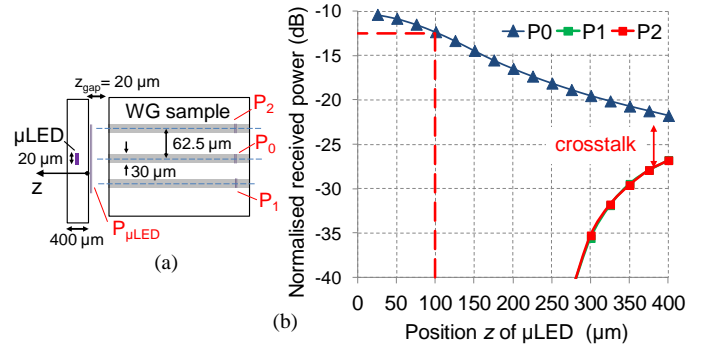 (a)
z_gap= 20 µm
WG sample
P2
µLED
20 µm
62.5 µm
P0
z
30 µm
P1
PµLED
400 µm
(a)
(b)
Normalised received power (dB)
-10
-15
-20
-25
-30
-35
-40
P0 P1 P2
crosstalk
0 50 100 150 200 250 300 350 400
Position z of µLED (µm)